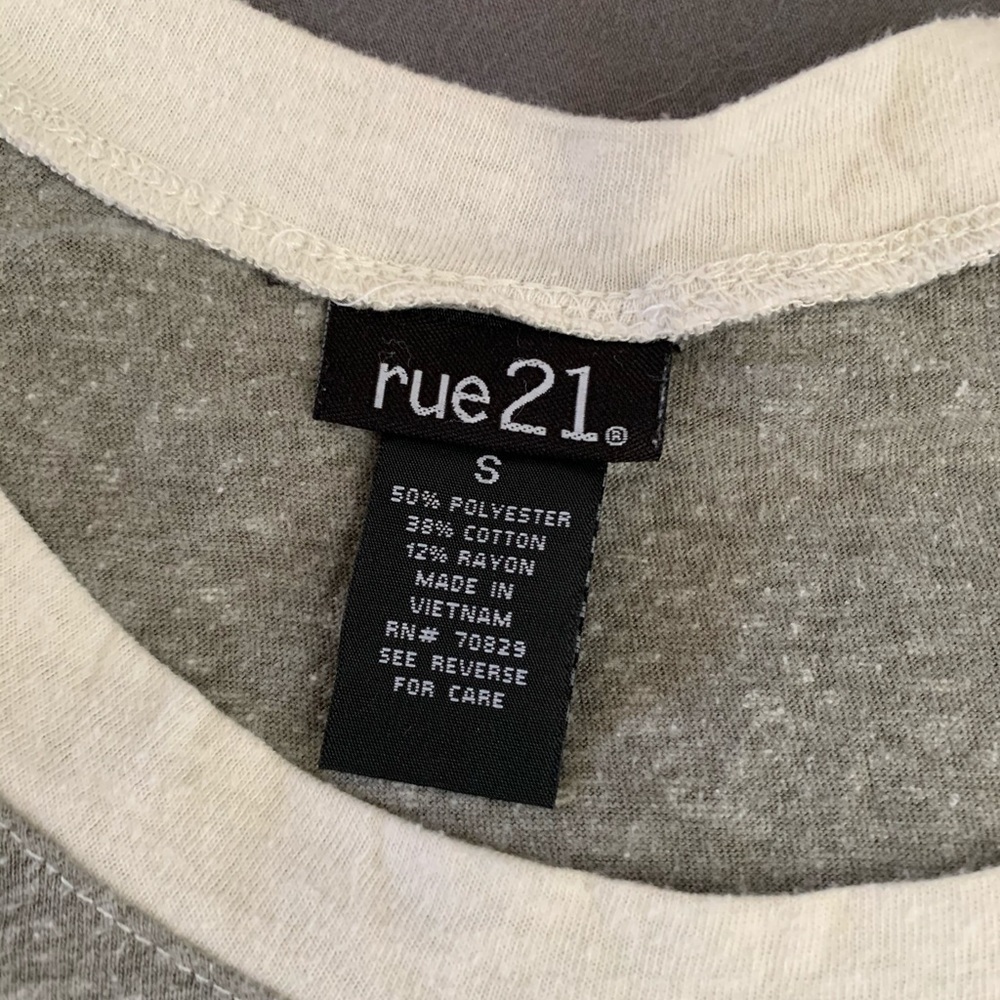 rue21®
S
50% POLYESTER
38% COTTON
12% RAYON
MADE IN
VIETNAM
RN# 70829
SEE REVERSE
FOR CARE